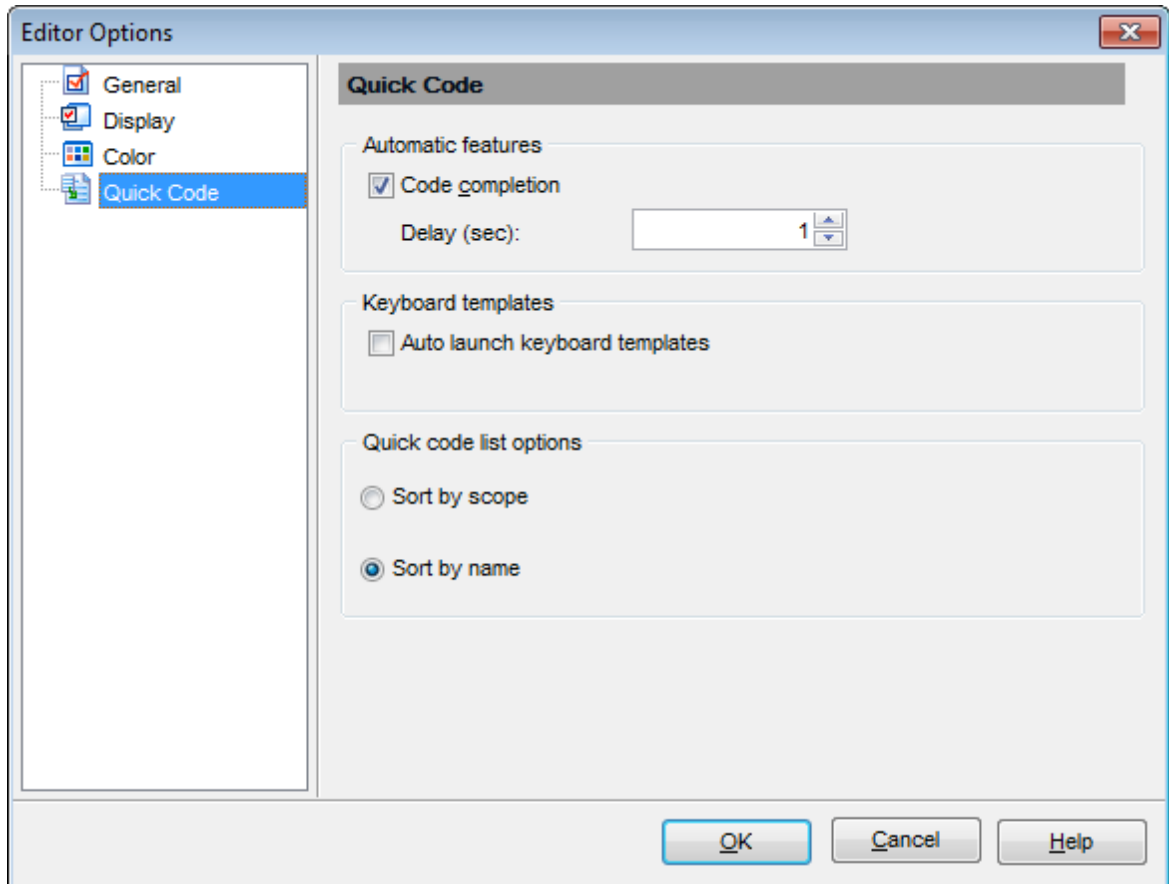 Editor Options
General
Display
Color
Quick Code
Quick Code
Automatic features
Code completion
Delay (sec): 1
Keyboard templates
Auto launch keyboard templates
Quick code list options
Sort by scope
Sort by name
OK Cancel Help